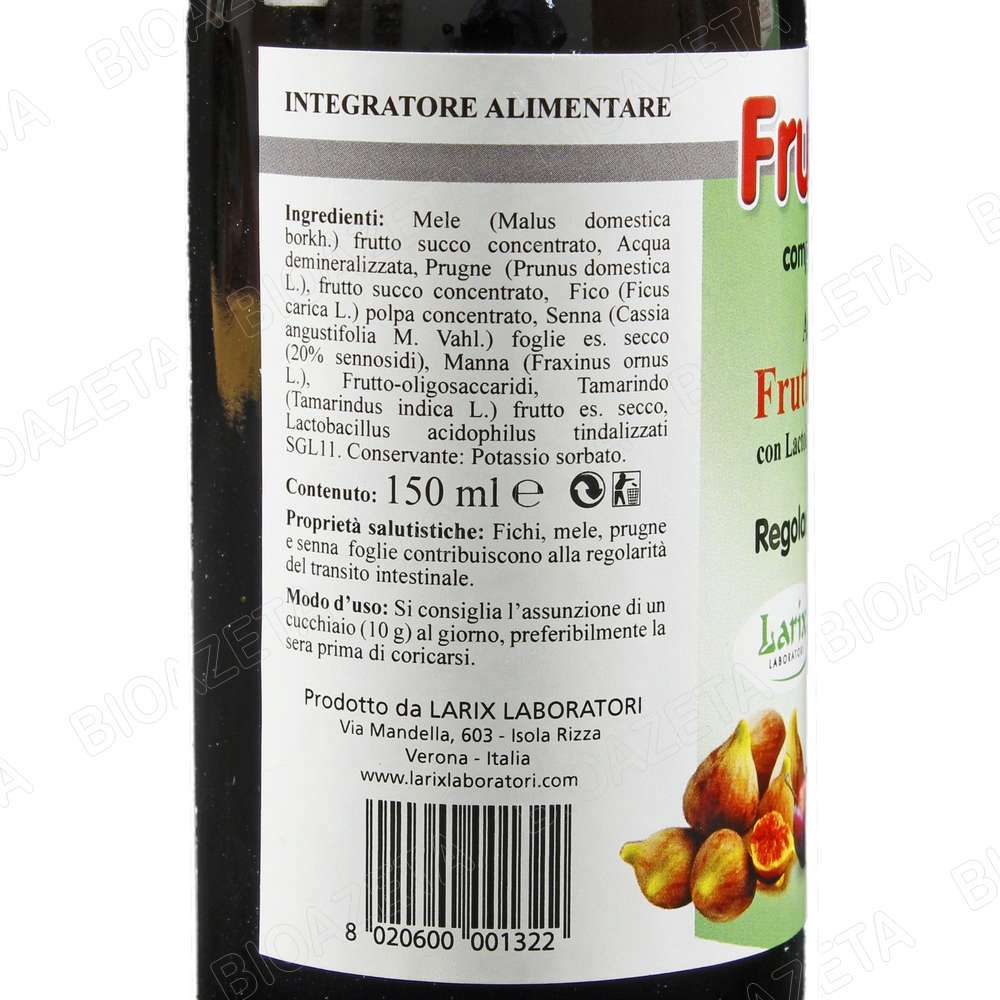 INTEGRATORE ALIMENTARE
Ingredienti: Mele (Malus domestica
borkh.) frutto succo concentrato, Acqua
demineralizzata, Prugne (Prunus domestica
L.), frutto succo concentrato, Fico (Ficus
carica L.) polpa concentrato, Senna (Cassia
angustifolia M. Vahl.) foglie es. secco
(20% sennosidi), Manna (Fraxinus ornus
L.), Frutto-oligosaccaridi, Tamarindo
(Tamarindus indica L.) frutto es. secco,
Lactobacillus acidophilus tindalizzati
SGL11. Conservante: Potassio sorbato.
Contenuto: 150 ml ℮
Proprietà salutistiche: Fichi, mele, prugne
e senna foglie contribuiscono alla regolarità
del transito intestinale.
Modo d'uso: Si consiglia l'assunzione di un
cucchiaio (10 g) al giorno, preferibilmente la
sera prima di coricarsi.
Prodotto da LARIX LABORATORI
Via Mandella, 603 - Isola Rizza
Verona - Italia
www.larixlaboratori.com
8 020600 001322
Fru
com
Frutt
con Lacto
Regola
Larix
LABORATORI
BIOAZETA